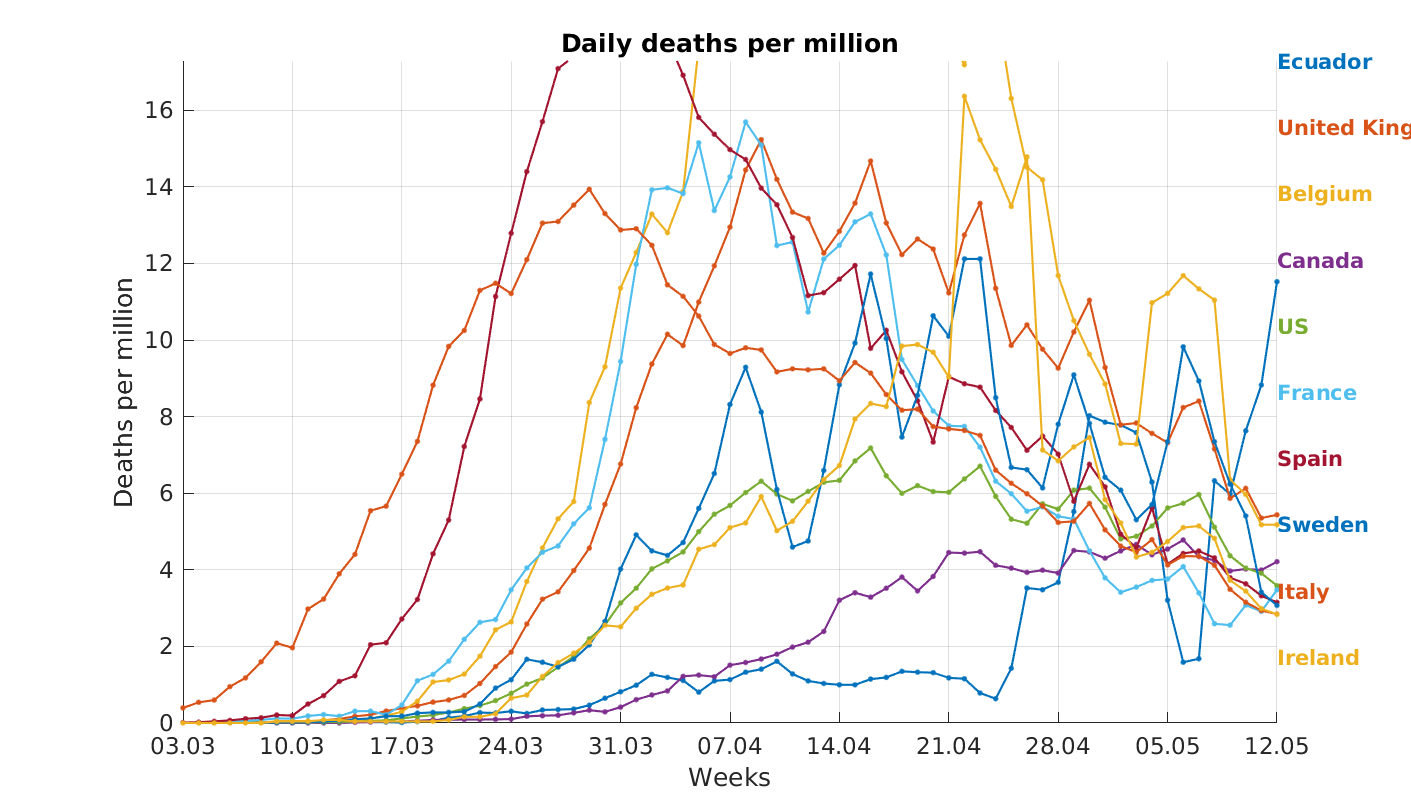 Daily deaths per million
Deaths per million
16
14
12
10
8
6
4
2
0
03.03 10.03 17.03 24.03 31.03 07.04 14.04 21.04 28.04 05.05 12.05
Weeks
Ecuador
United King
Belgium
Canada
US
France
Spain
Sweden
Italy
Ireland